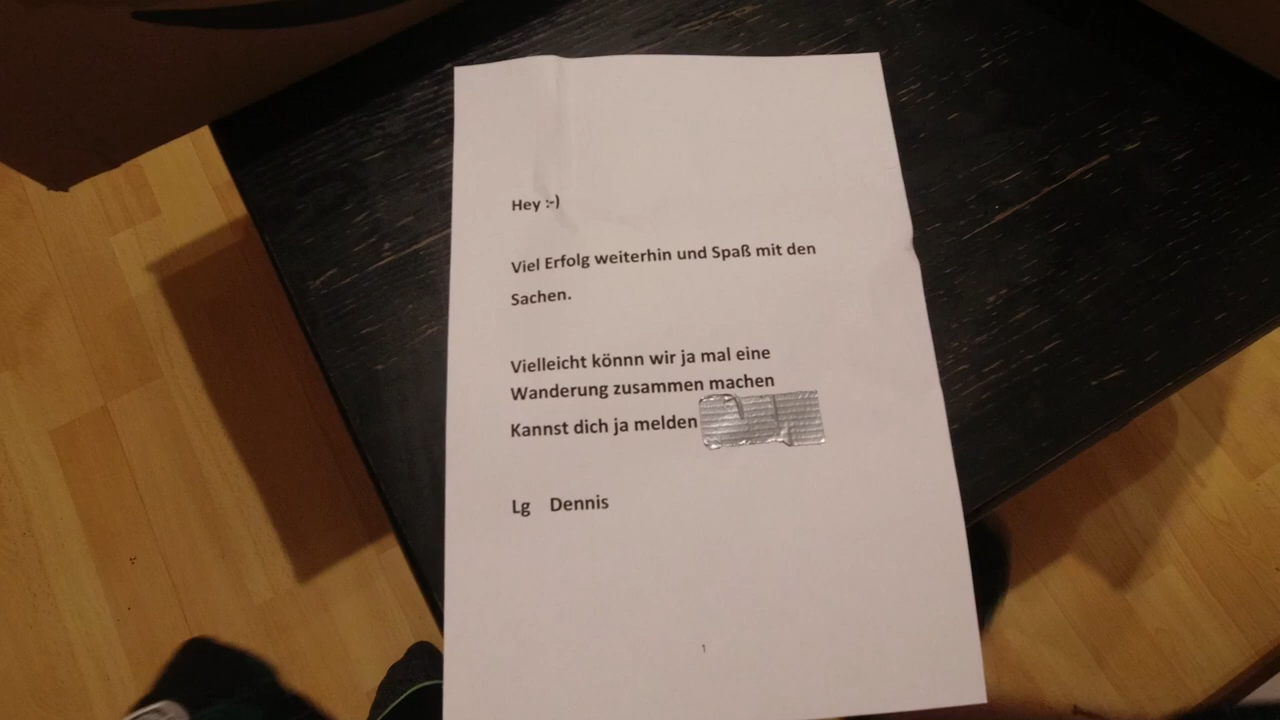 Hey :-)
Viel Erfolg weiterhin und Spaß mit den
Sachen.
Vielleicht könnn wir ja mal eine
Wanderung zusammen machen
Kannst dich ja melden
Lg Dennis
1